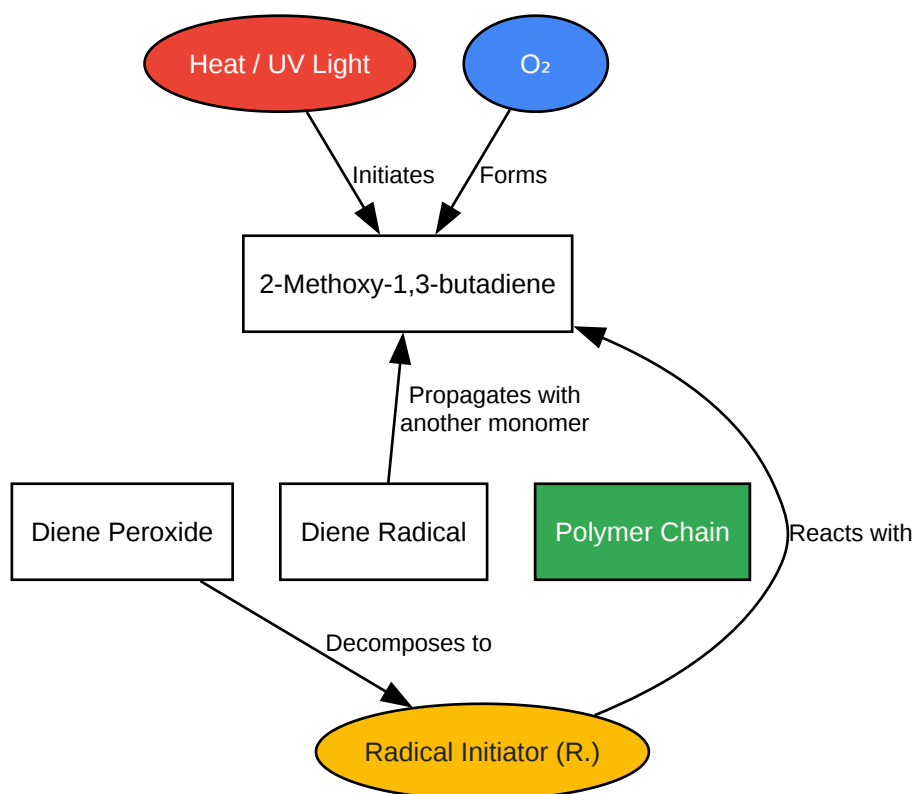 Heat / UV Light
O₂
Initiates
Forms
2-Methoxy-1,3-butadiene
Propagates with
another monomer
Diene Peroxide
Diene Radical
Polymer Chain
Reacts with
Decomposes to
Radical Initiator (R.)